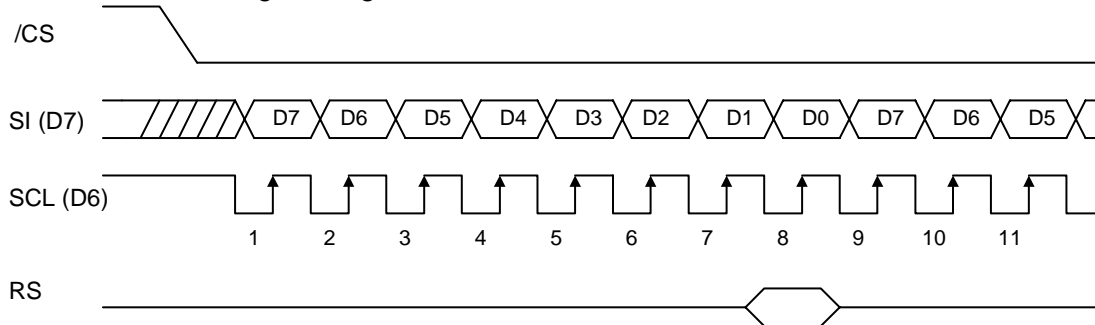 /CS
SI (D7) D7 D6 D5 D4 D3 D2 D1 D0 D7 D6 D5
SCL (D6)
1 2 3 4 5 6 7 8 9 10 11
RS